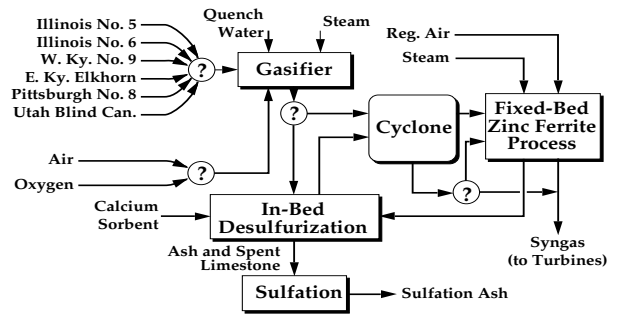 Illinois No. 5
Illinois No. 6
W. Ky. No. 9
E. Ky. Elkhorn
Pittsburgh No. 8
Utah Blind Can.
?
Quench
Water
Steam
Gasifier
Reg. Air
Steam
?
Cyclone
Fixed-Bed
Zinc Ferrite
Process
Air
Oxygen
?
?
Calcium
Sorbent
In-Bed
Desulfurization
Syngas
(to Turbines)
Ash and Spent
Limestone
Sulfation
Sulfation Ash